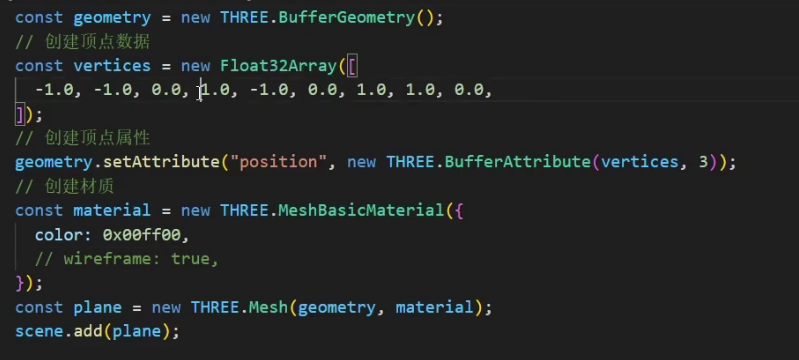 const geometry = new THREE.BufferGeometry();
// 创建顶点数据
const vertices = new Float32Array([
-1.0, -1.0, 0.0, 1.0, -1.0, 0.0, 1.0, 1.0, 0.0,
]);
// 创建顶点属性
geometry.setAttribute("position", new THREE.BufferAttribute(vertices, 3));
// 创建材质
const material = new THREE.MeshBasicMaterial({
color: 0x00ff00,
// wireframe: true,
});
const plane = new THREE.Mesh(geometry, material);
scene.add(plane);